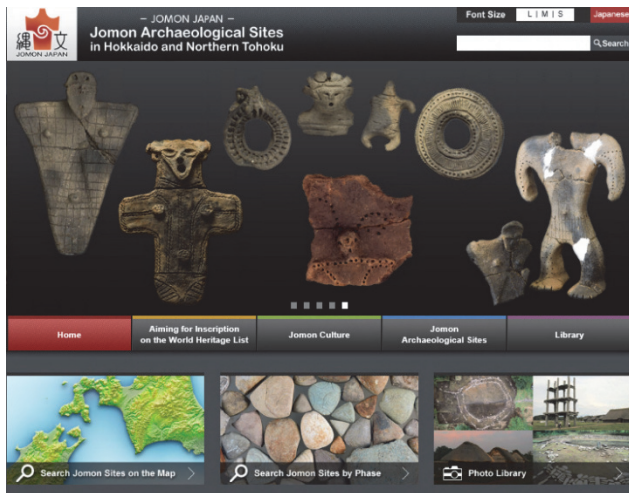 縄 文
JOMON JAPAN
– JOMON JAPAN –
Jomon Archaeological Sites
in Hokkaido and Northern Tohoku
Font Size L | M | S Japanese
Search
Home
Aiming for Inscription
on the World Heritage List
Jomon Culture
Jomon
Archaeological Sites
Library
Search Jomon Sites on the Map
Search Jomon Sites by Phase
Photo Library